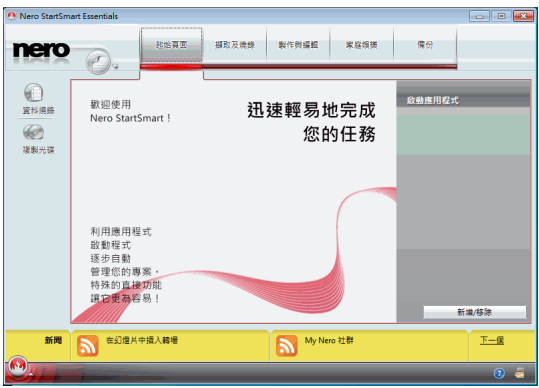 Nero StartSmart Essentials
nero
起始頁面
擷取及燒錄
製作與編輯
家庭娛樂
備份
資料燒錄
複製光碟
歡迎使用
Nero StartSmart！
迅速輕易地完成
您的任務
啟動應用程式
利用應用程式
啟動程式
逐步自動
管理您的專案。
特殊的直接功能
讓它更為容易！
新增/移除
新聞
在幻燈片中插入轉場
My Nero 社群
下一個